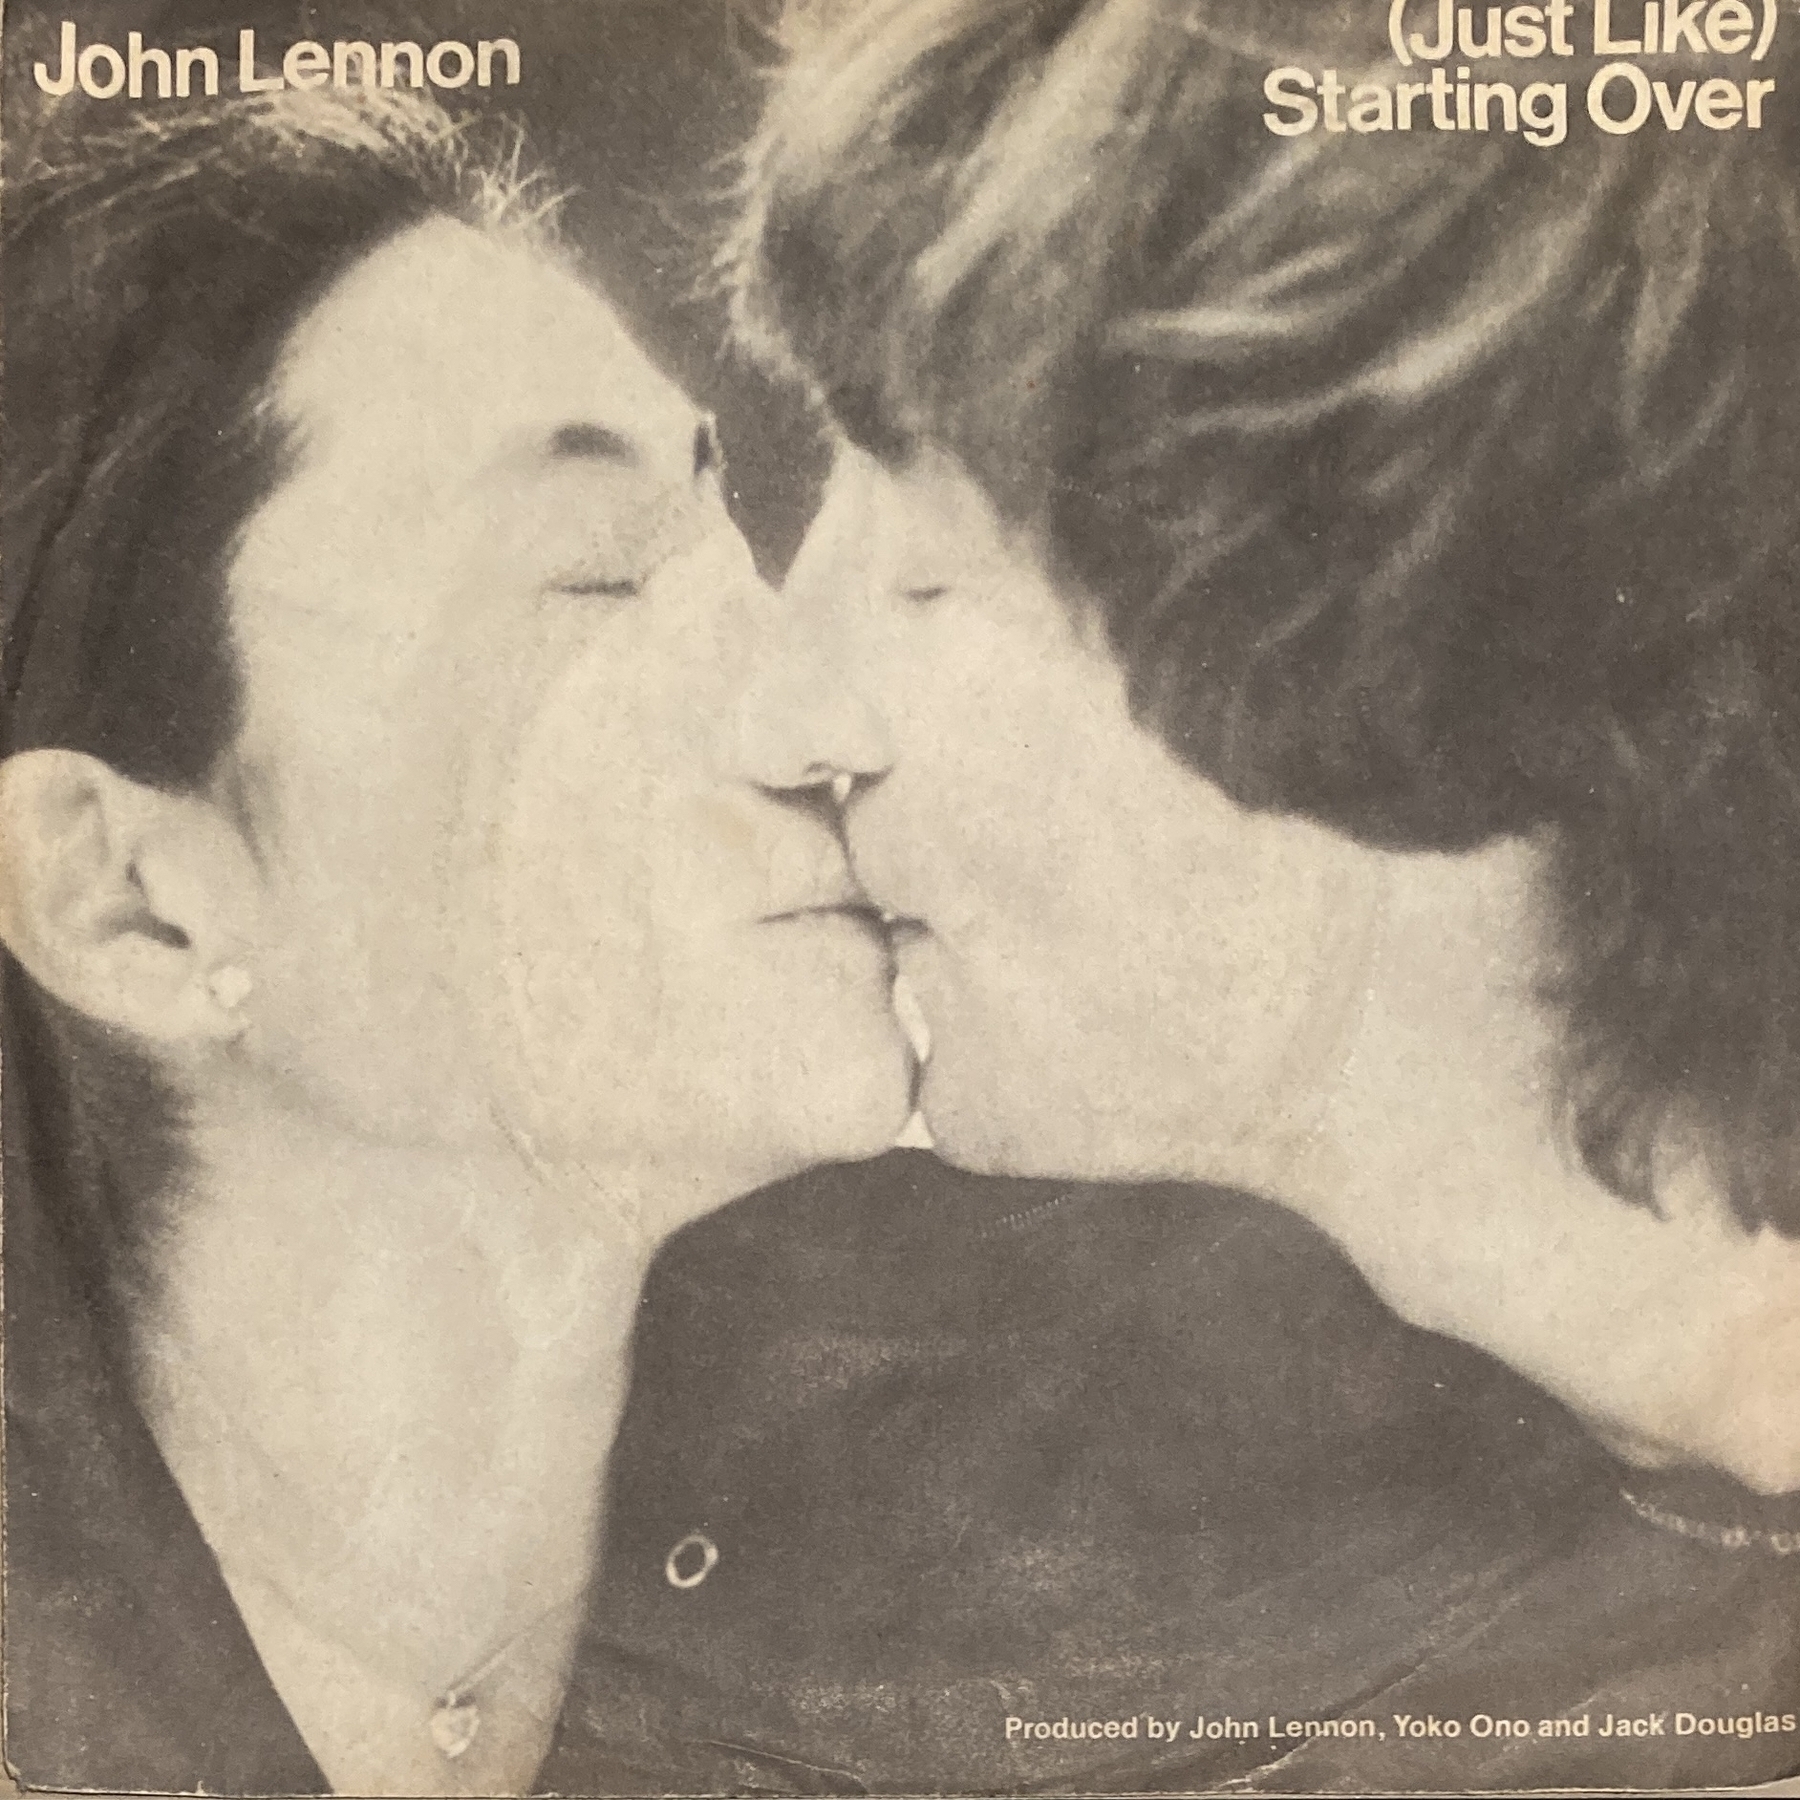 John Lennon
(Just Like)
Starting Over
Produced by John Lennon, Yoko Ono and Jack Douglas